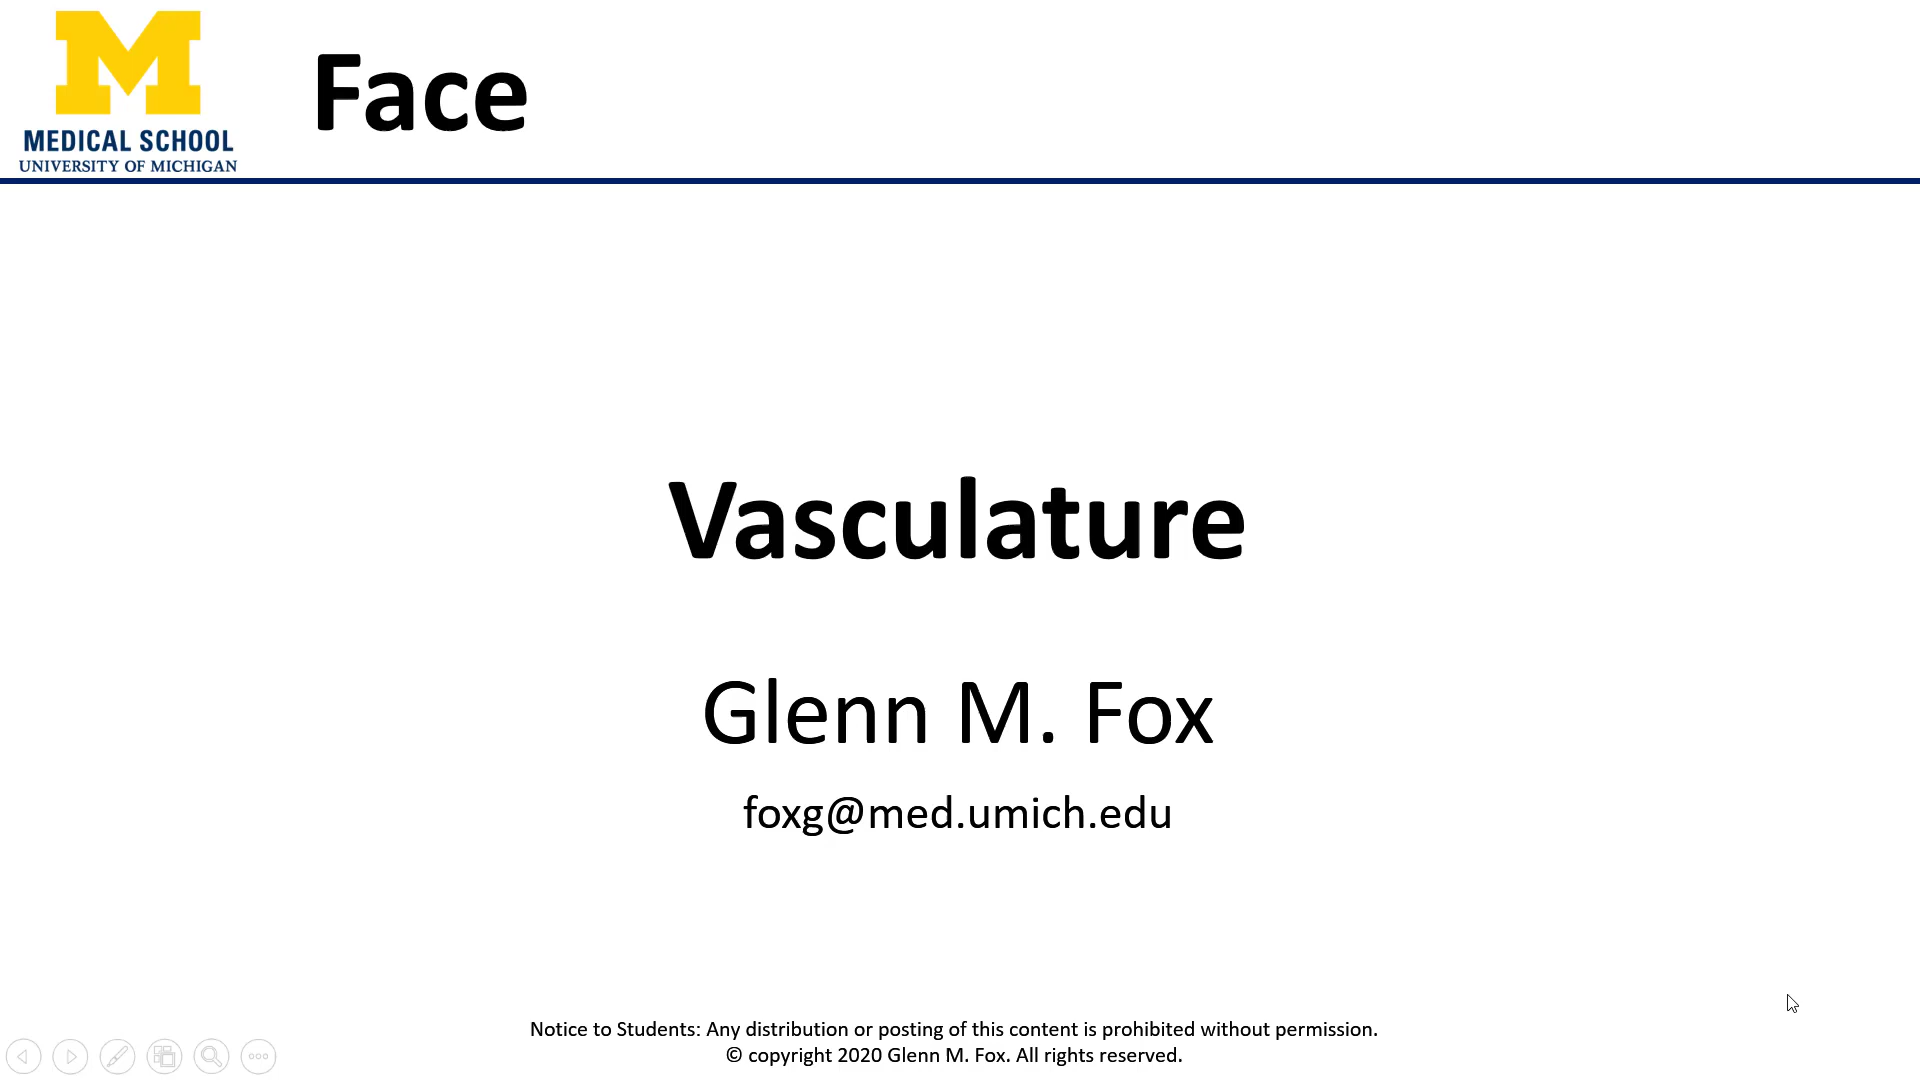 M
MEDICAL SCHOOL
UNIVERSITY OF MICHIGAN
Face
Vasculature
Glenn M. Fox
foxg@med.umich.edu
Notice to Students: Any distribution or posting of this content is prohibited without permission.
© copyright 2020 Glenn M. Fox. All rights reserved.